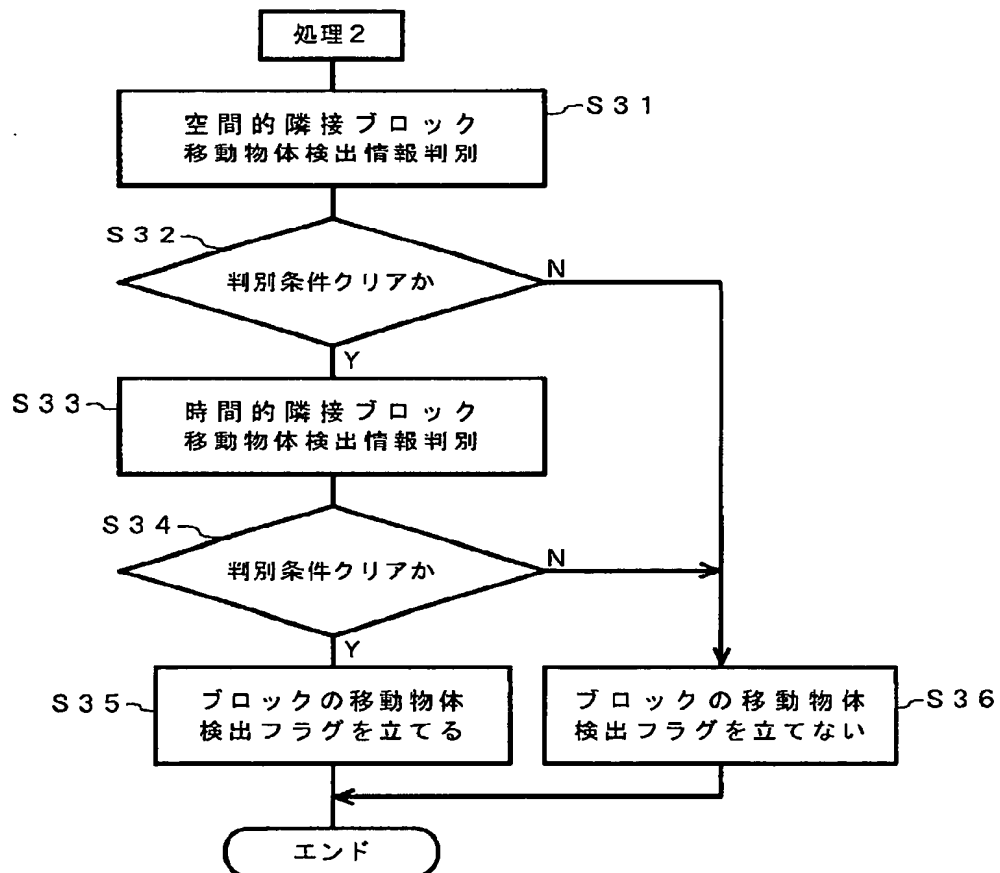 処理2
空間的隣接ブロック
移動物体検出情報判別
S31
S32
判別条件クリアか
N
Y
S33
時間的隣接ブロック
移動物体検出情報判別
S34
判別条件クリアか
N
Y
S35
ブロックの移動物体
検出フラグを立てる
ブロックの移動物体
検出フラグを立てない
S36
エンド